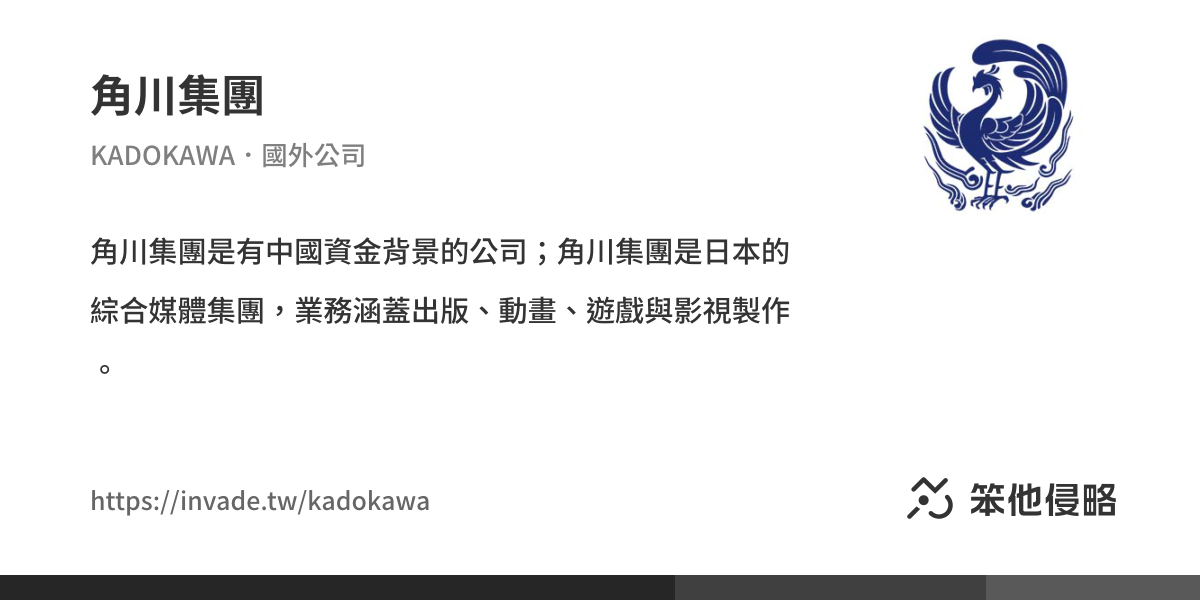 角川集團
KADOKAWA・國外公司
角川集團是有中國資金背景的公司；角川集團是日本的
綜合媒體集團，業務涵蓋出版、動畫、遊戲與影視製作
。
https://invade.tw/kadokawa
笨他侵略